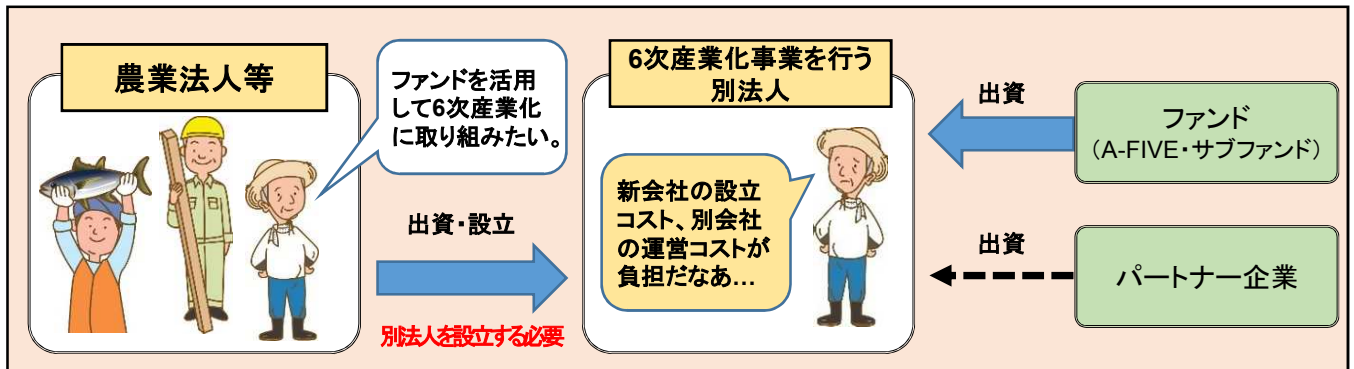 農業法人等
ファンドを活用
して6次産業化
に取り組みたい。
出資・設立
別法人を設立する必要
6次産業化事業を行う
別法人
新会社の設立
コスト、別会社
の運営コストが
負担だなあ…
出資
ファンド
（A-FIVE・サブファンド）
出資
パートナー企業